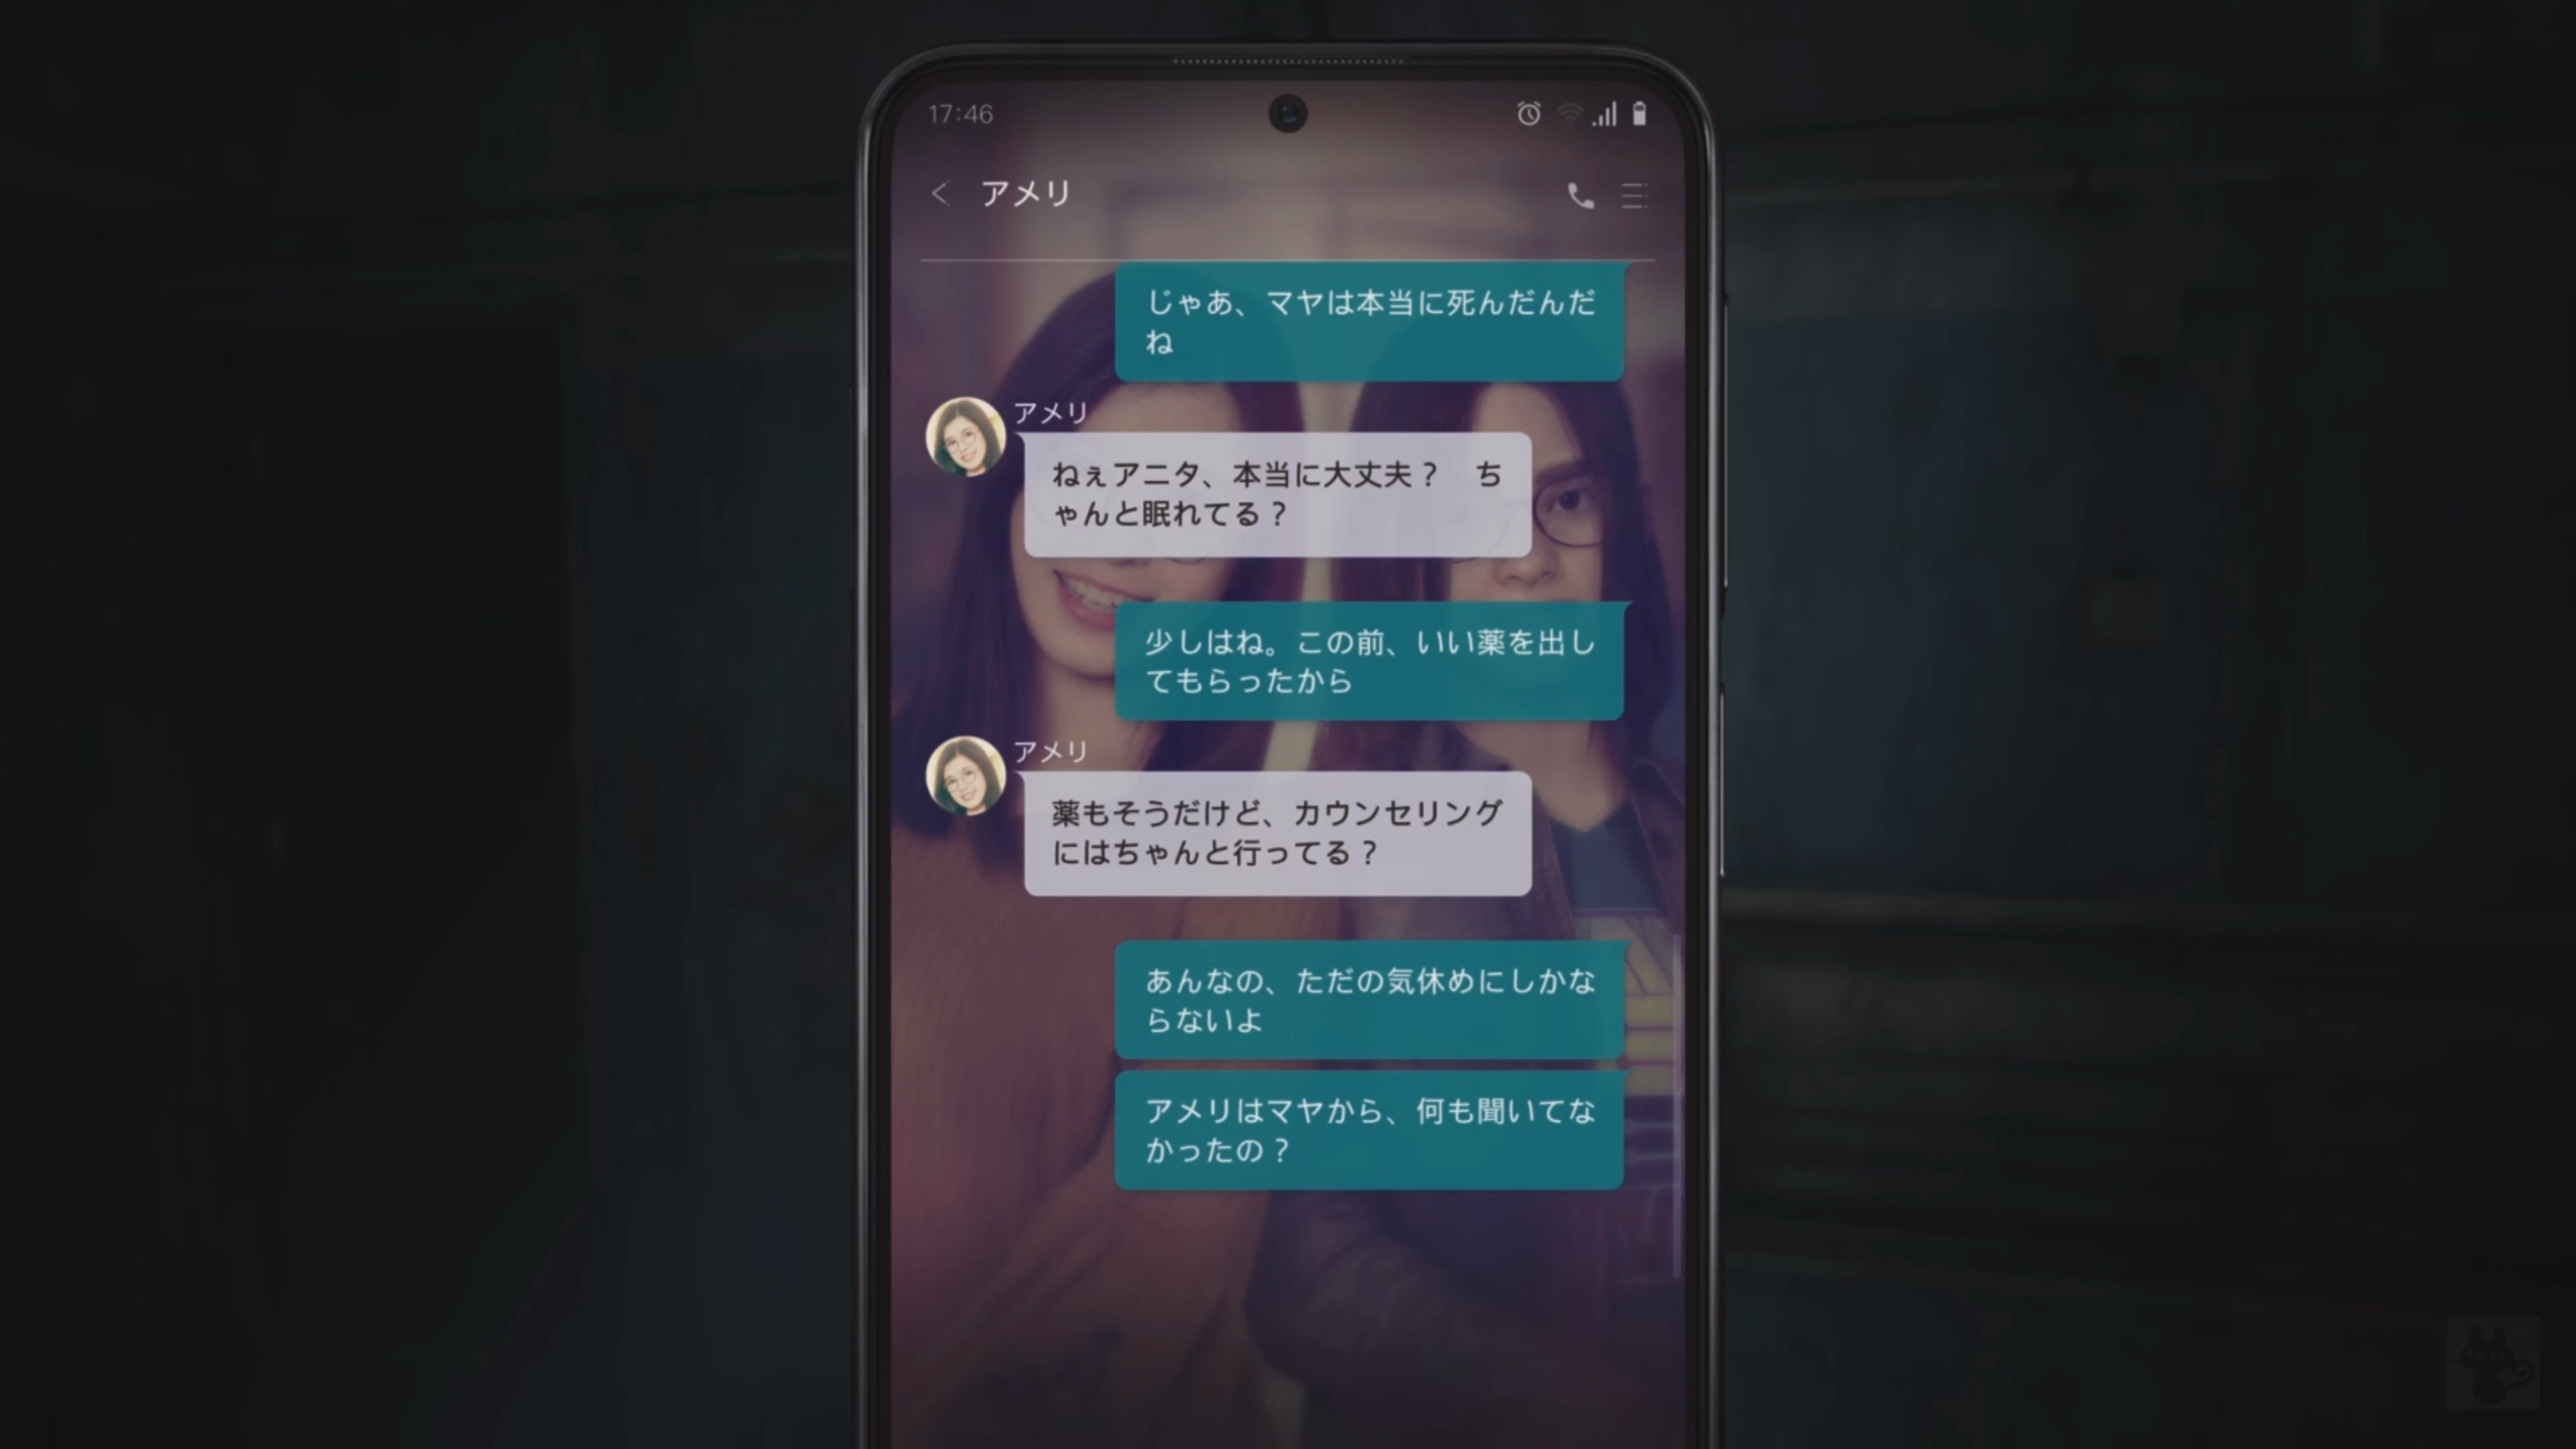 17:46
アメリ
じゃあ、マヤは本当に死んだんだ
ね
アメリ
ねぇアニタ、本当に大丈夫？　ち
ゃんと眠れてる？
少しはね。この前、いい薬を出し
てもらったから
アメリ
薬もそうだけど、カウンセリング
にはちゃんと行ってる？
あんなの、ただの気休めにしかな
らないよ
アメリはマヤから、何も聞いてな
かったの？